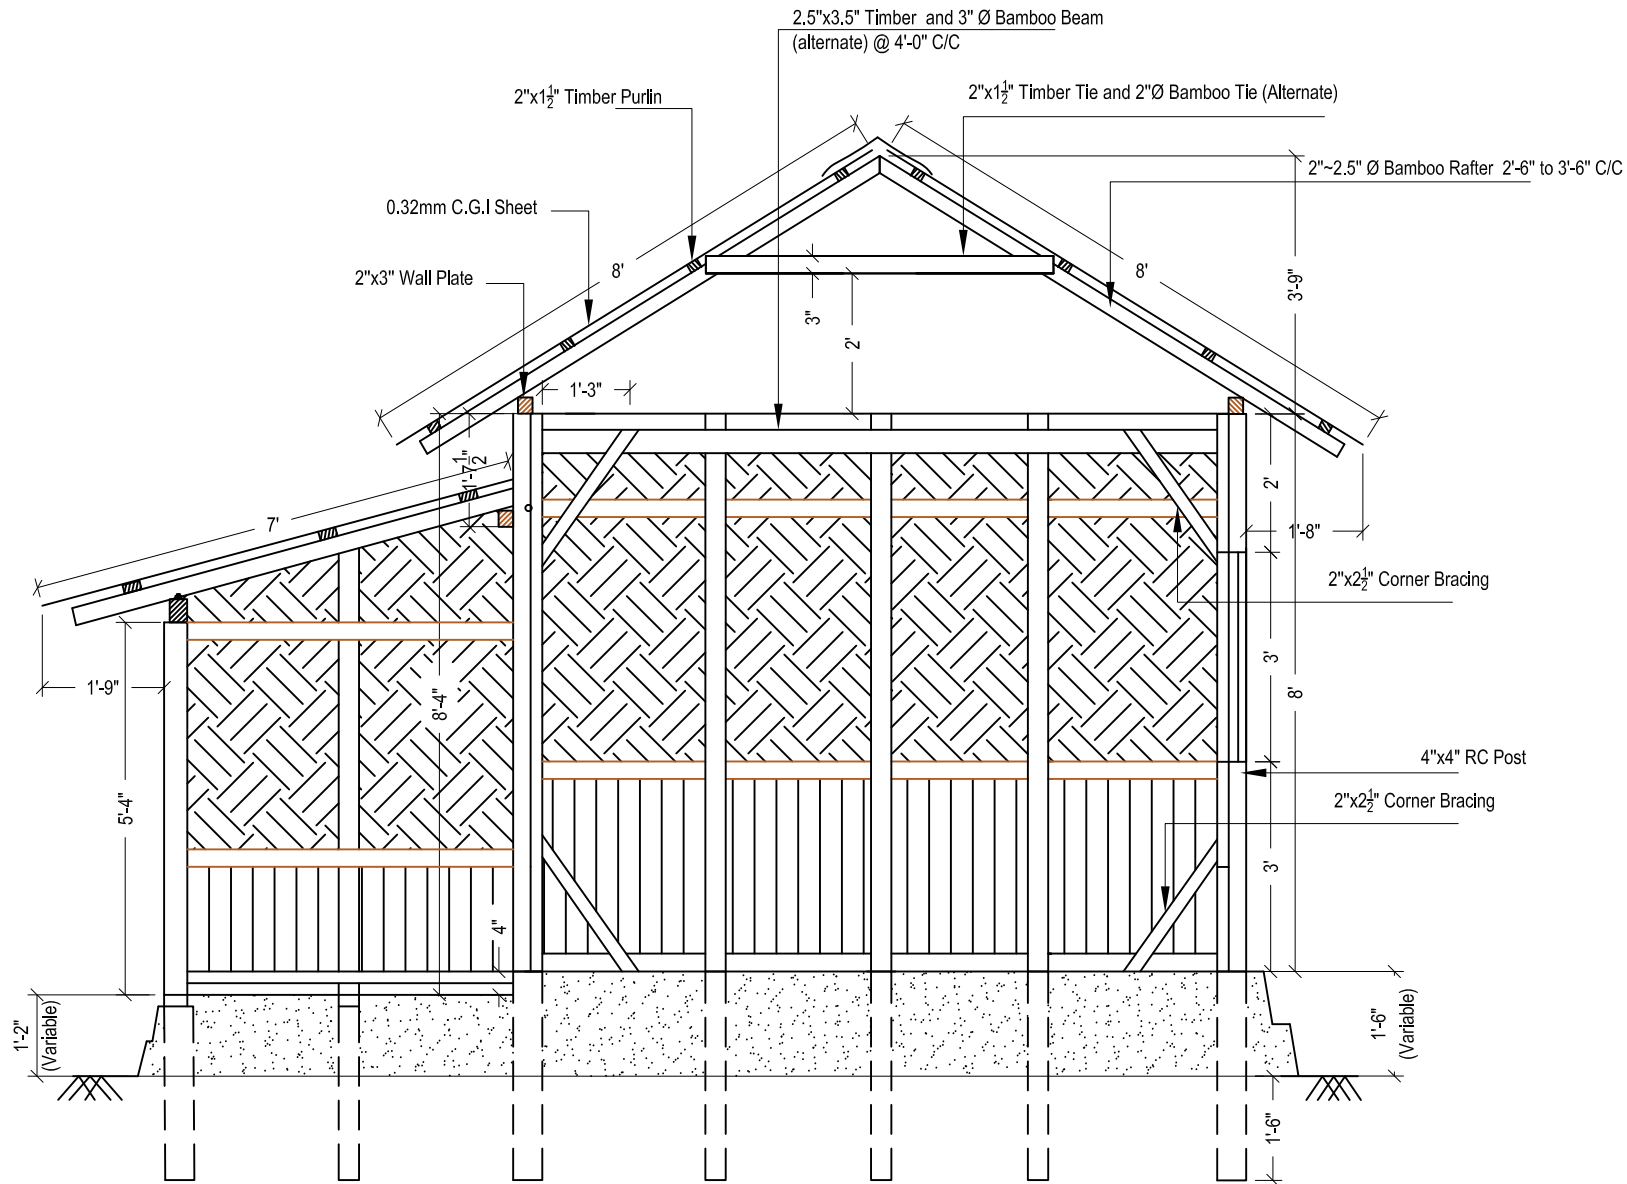 2.5"x3.5" Timber and 3" Ø Bamboo Beam
(alternate) @ 4'-0" C/C
2"x1½" Timber Purlin
2"x1½" Timber Tie and 2"Ø Bamboo Tie (Alternate)
2"~2.5" Ø Bamboo Rafter 2'-6" to 3'-6" C/C
0.32mm C.G.I Sheet
8'
8'
2"x3" Wall Plate
3'-9"
3"
2'
1'-3"
1'-7½"
7'
2'
1'-8"
2"x2½" Corner Bracing
1'-9"
8'-4"
3'
8'
4"x4" RC Post
2"x2½" Corner Bracing
5'-4"
3'
4"
1'-2"
(Variable)
1'-6"
(Variable)
1'-6"